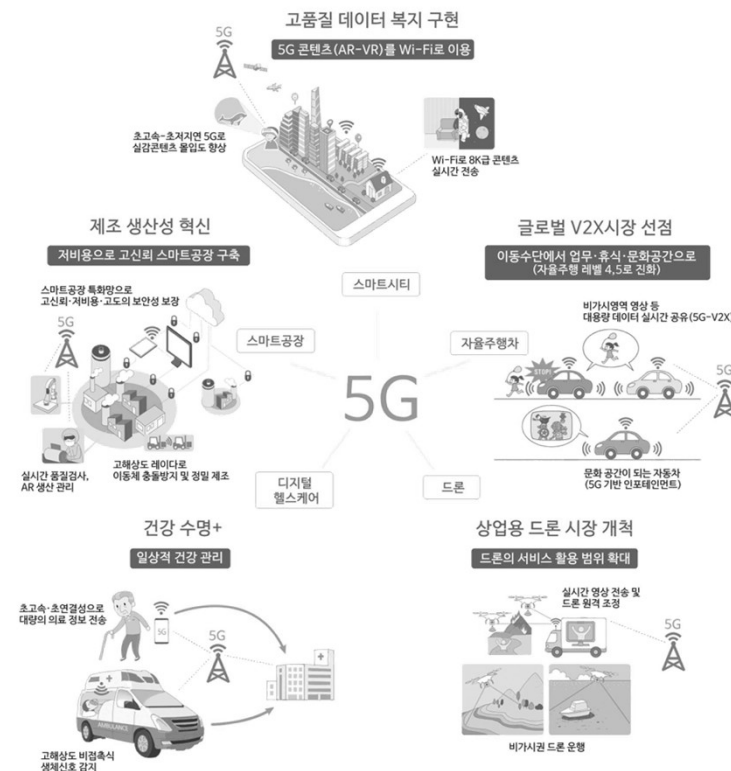 고품질 데이터 복지 구현
5G 콘텐츠(AR-VR)를 Wi-Fi로 이용
5G
초고속-초저지연 5G로
실감콘텐츠 몰입도 향상
Wi-Fi로 8K급 콘텐츠
실시간 전송
제조 생산성 혁신
저비용으로 고신뢰 스마트공장 구축
스마트공장 특화망으로
고신뢰·저비용·고도의 보안성 보장
5G
실시간 품질검사,
AR 생산 관리
고해상도 레이다로
이동체 충돌방지 및 정밀 제조
글로벌 V2X시장 선점
이동수단에서 업무·휴식·문화공간으로
(자율주행 레벨 4,5로 진화)
비가시영역 영상 등
대용량 데이터 실시간 공유(5G-V2X)
STOP!
5G
문화 공간이 되는 자동차
(5G 기반 인포테인먼트)
스마트시티
스마트공장
자율주행차
5G
디지털
헬스케어
드론
건강 수명+
일상적 건강 관리
초고속·초연결성으로
대량의 의료 정보 전송
5G
5G
AMBULANCE
고해상도 비접촉식
생체신호 감지
상업용 드론 시장 개척
드론의 서비스 활용 범위 확대
실시간 영상 전송 및
드론 원격 조정
5G
비가시권 드론 운행